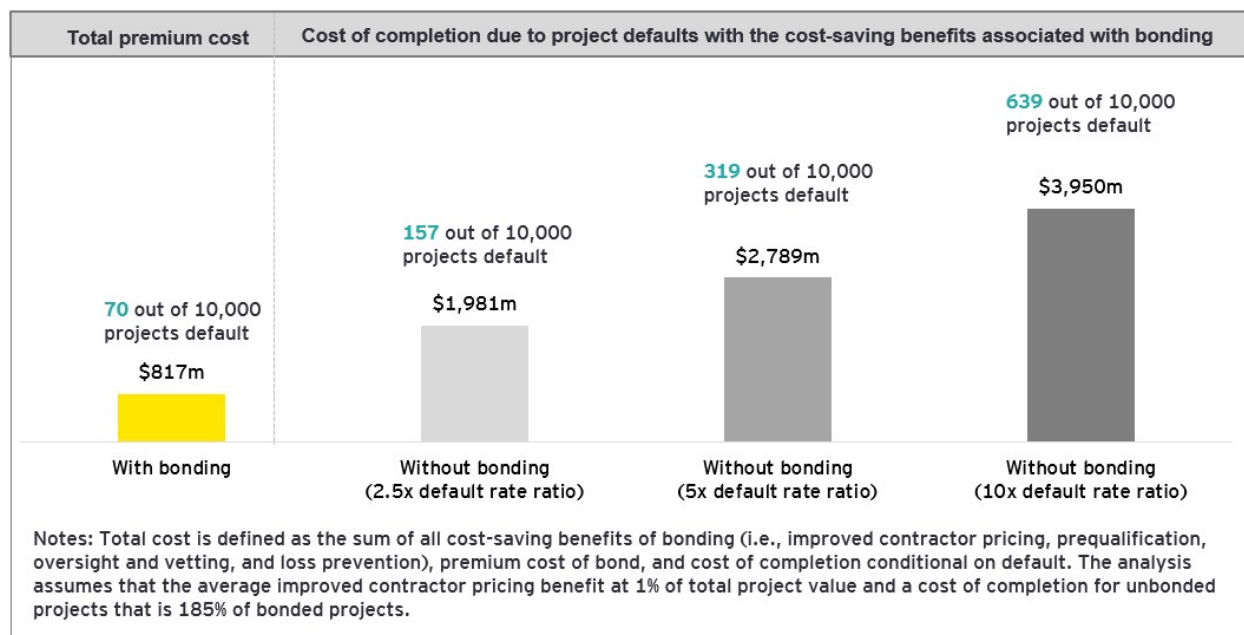 Total premium cost
Cost of completion due to project defaults with the cost-saving benefits associated with bonding
70 out of 10,000
projects default
$817m
With bonding
157 out of 10,000
projects default
$1,981m
Without bonding
(2.5x default rate ratio)
319 out of 10,000
projects default
$2,789m
Without bonding
(5x default rate ratio)
639 out of 10,000
projects default
$3,950m
Without bonding
(10x default rate ratio)
Notes: Total cost is defined as the sum of all cost-saving benefits of bonding (i.e., improved contractor pricing, prequalification,
oversight and vetting, and loss prevention), premium cost of bond, and cost of completion conditional on default. The analysis
assumes that the average improved contractor pricing benefit at 1% of total project value and a cost of completion for unbonded
projects that is 185% of bonded projects.